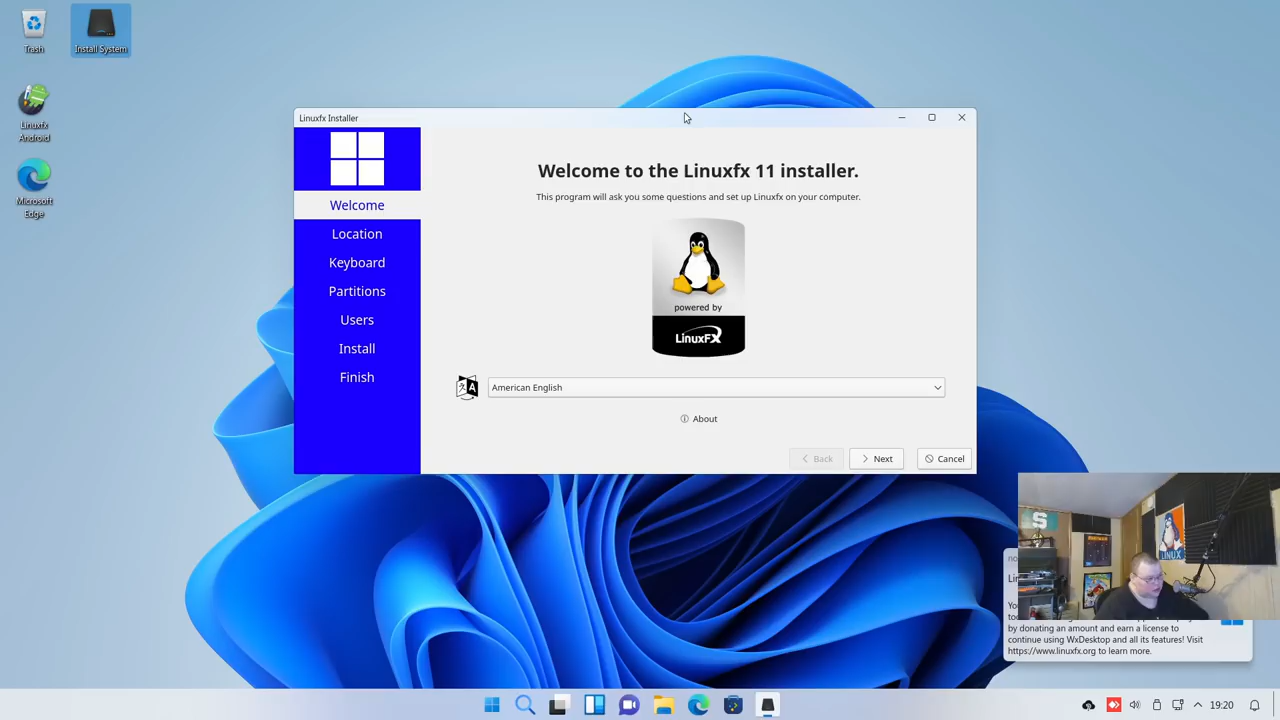 Trash
Install System
Linuxfx
Android
Microsoft
Edge
Linuxfx Installer
Welcome
Location
Keyboard
Partitions
Users
Install
Finish
Welcome to the Linuxfx 11 installer.
This program will ask you some questions and set up Linuxfx on your computer.
powered by
LinuxFX
American English
About
Back
Next
Cancel
S
LINUX
by donating an amount and earn a license to
continue using WxDesktop and all its features! Visit
https://www.linuxfx.org to learn more.
19:20